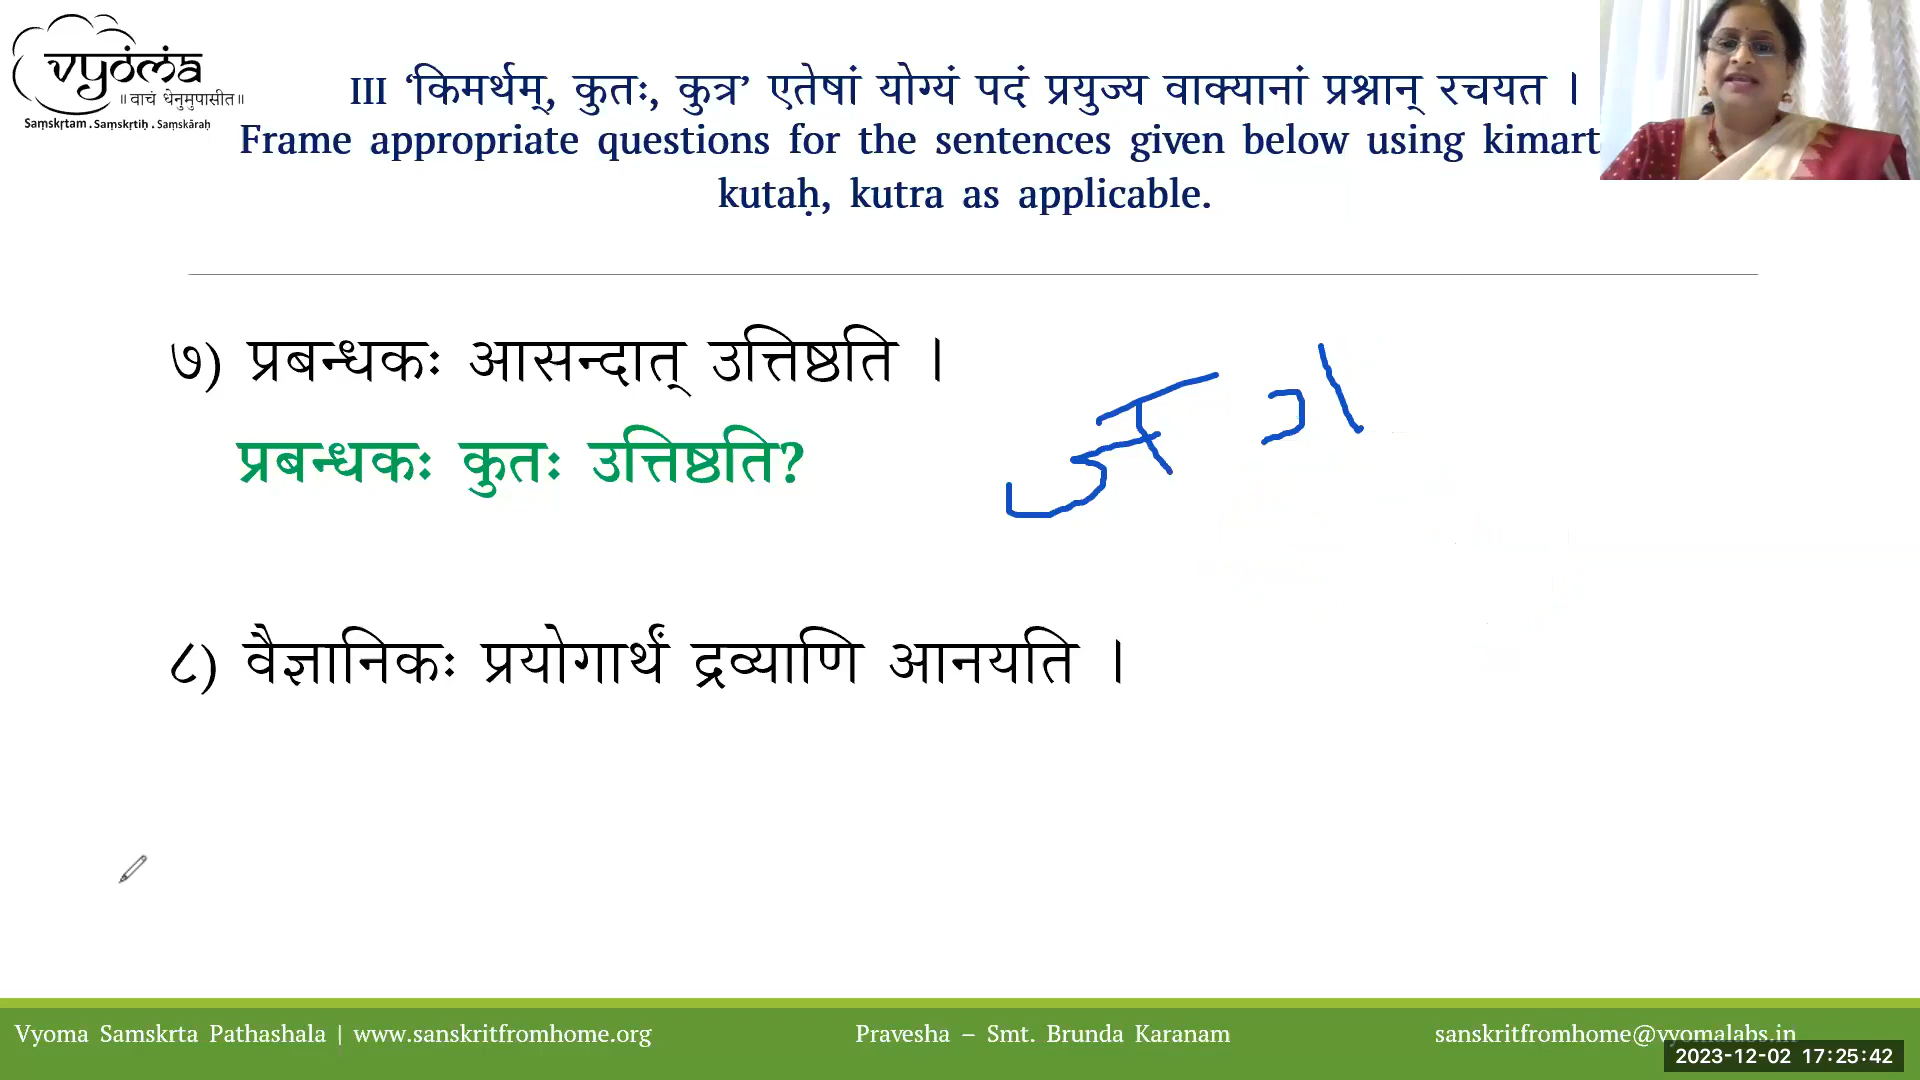 vyoma
॥ वाचं धेनुमुपासीत॥
Saṃskṛtam . Saṃskṛtiḥ . Saṃskāraḥ
III ‘किमर्थम्, कुतः, कुत्र’ एतेषां योग्यं पदं प्रयुज्य वाक्यानां प्रश्नान् रचयत ।
Frame appropriate questions for the sentences given below using kimart
kutaḥ, kutra as applicable.
७) प्रबन्धकः आसन्दात् उत्तिष्ठति ।
प्रबन्धकः कुतः उत्तिष्ठति?
८) वैज्ञानिकः प्रयोगार्थं द्रव्याणि आनयति ।
Vyoma Samskrta Pathashala | www.sanskritfromhome.org
Pravesha – Smt. Brunda Karanam
sanskritfromhome@vyomalabs.in
2023-12-02 17:25:42